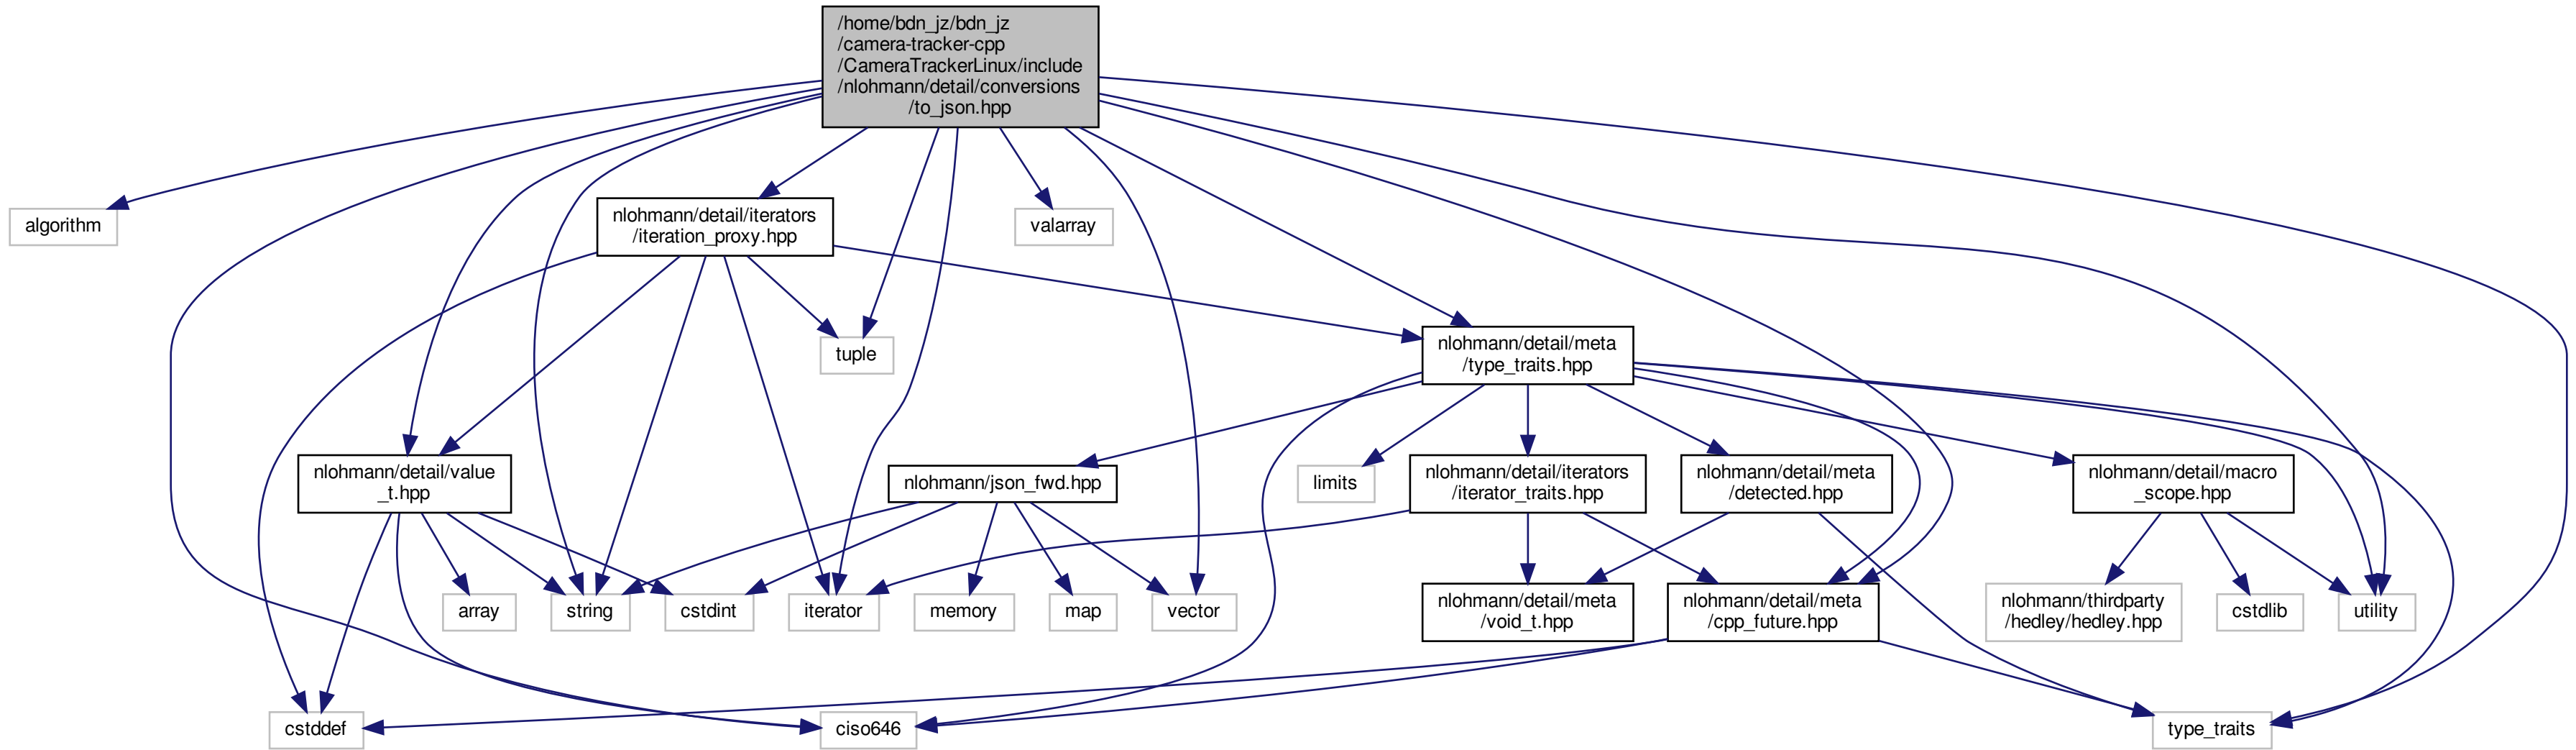 /home/bdn_jz/bdn_jz
/camera-tracker-cpp
/CameraTrackerLinux/include
/nlohmann/detail/conversions
/to_json.hpp
algorithm
nlohmann/detail/iterators
/iteration_proxy.hpp
valarray
tuple
nlohmann/detail/meta
/type_traits.hpp
nlohmann/detail/value
_t.hpp
nlohmann/json_fwd.hpp
limits
nlohmann/detail/iterators
/iterator_traits.hpp
nlohmann/detail/meta
/detected.hpp
nlohmann/detail/macro
_scope.hpp
array
string
cstdint
iterator
memory
map
vector
nlohmann/detail/meta
/void_t.hpp
nlohmann/detail/meta
/cpp_future.hpp
nlohmann/thirdparty
/hedley/hedley.hpp
cstdlib
utility
cstddef
ciso646
type_traits